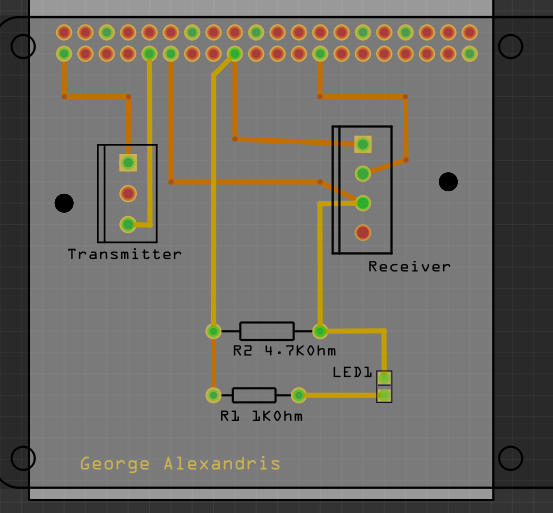 Transmitter
Receiver
R2 4.7KOhm
LED1
R1 1KOhm
George Alexandris